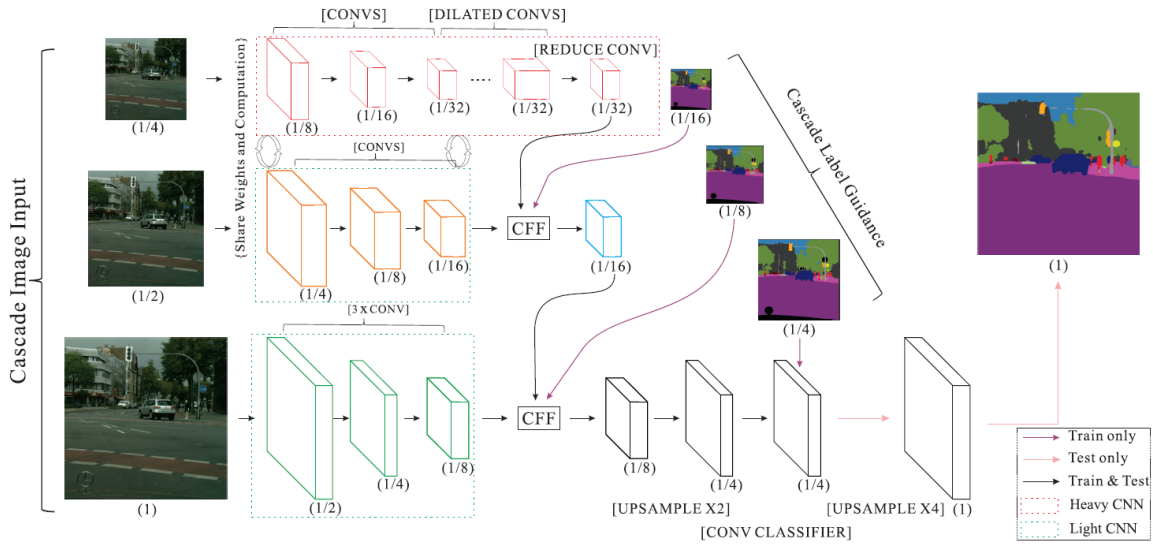 [CONVS]
[DILATED CONVS]
[REDUCE CONV]
(1/4)
(1/8)
(1/16)
(1/32)
(1/32)
(1/32)
(1/16)
(1)
Cascade Image Input
{Share Weights and Computation}
Cascade Label Guidance
[CONVS]
(1/2)
(1/4)
(1/8)
(1/16)
CFF
(1/16)
(1/8)
[3 x CONV]
(1)
(1/2)
(1/4)
(1/8)
CFF
(1/8)
(1/4)
(1/4)
(1/4)
(1)
[UPSAMPLE X2]
[UPSAMPLE X4]
[CONV CLASSIFIER]
Train only
Test only
Train & Test
Heavy CNN
Light CNN